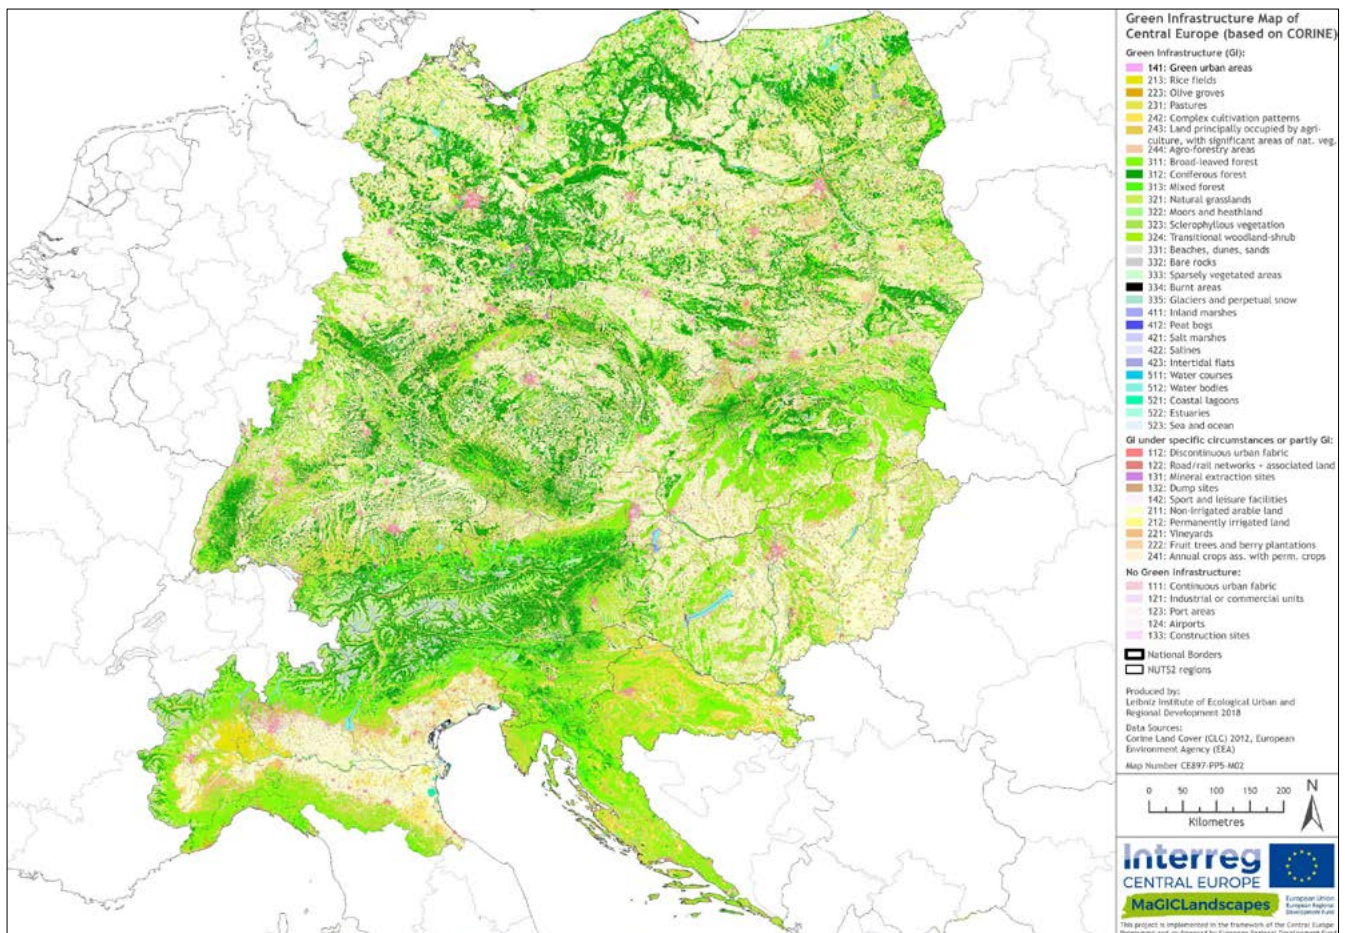 Green Infrastructure Map of
Central Europe (based on CORINE)
Green Infrastructure (GI):
141: Green urban areas
213: Rice fields
223: Olive groves
231: Pastures
242: Complex cultivation patterns
243: Land principally occupied by agri-
culture, with significant areas of nat. veg.
244: Agro-forestry areas
311: Broad-leaved forest
312: Coniferous forest
313: Mixed forest
321: Natural grasslands
322: Moors and heathland
323: Sclerophyllous vegetation
324: Transitional woodland-shrub
331: Beaches, dunes, sands
332: Bare rocks
333: Sparsely vegetated areas
334: Burnt areas
335: Glaciers and perpetual snow
411: Inland marshes
412: Peat bogs
421: Salt marshes
422: Salines
423: Intertidal flats
511: Water courses
512: Water bodies
521: Coastal lagoons
522: Estuaries
523: Sea and ocean
GI under specific circumstances or partly GI:
112: Discontinuous urban fabric
122: Road/rail networks + associated land
131: Mineral extraction sites
132: Dump sites
142: Sport and leisure facilities
211: Non-irrigated arable land
212: Permanently irrigated land
221: Vineyards
222: Fruit trees and berry plantations
241: Annual crops ass. with perm. crops
No Green Infrastructure:
111: Continuous urban fabric
121: Industrial or commercial units
123: Port areas
124: Airports
133: Construction sites
National Borders
NUTS2 regions
Produced by:
Leibniz Institute of Ecological Urban and
Regional Development 2018
Data Sources:
Corine Land Cover (CLC) 2012, European
Environment Agency (EEA)
Map Number CE897-PP5-M02
N
0 50 100 150 200
Kilometres
Interreg
CENTRAL EUROPE
MaGICLandscapes
European Union
European Regional
Development Fund
This project is implemented in the framework of the Central Europe